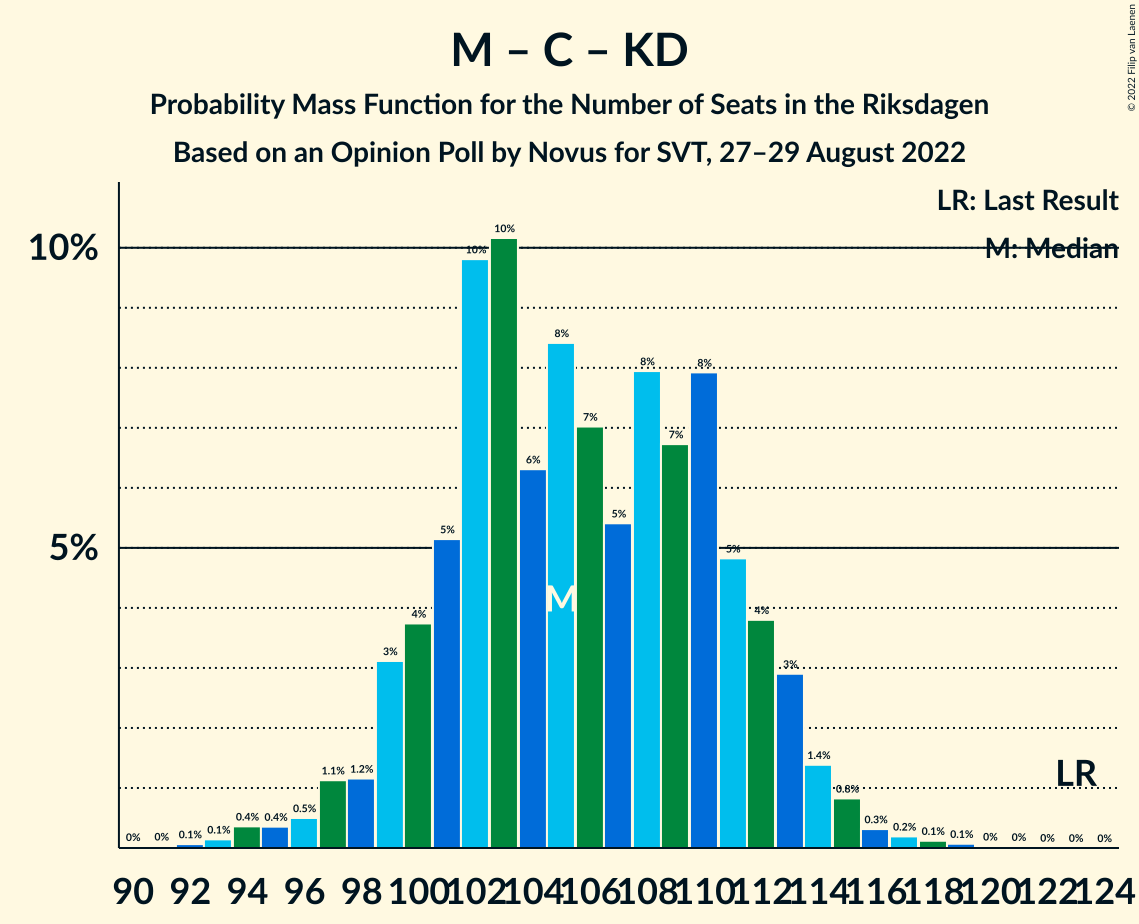 M – C – KD
Probability Mass Function for the Number of Seats in the Riksdagen
Based on an Opinion Poll by Novus for SVT, 27–29 August 2022
© 2022 Filip van Laenen
LR: Last Result
M: Median
10%
5%
0% 0% 0.1% 0.1% 0.4% 0.4% 0.5% 1.1% 1.2% 3% 4% 5% 10% 10% 6% 8% 7% 5% 8% 7% 8% 5% 4% 3% 1.4% 0.8% 0.3% 0.2% 0.1% 0.1% 0% 0% 0% 0% 0%
M
LR
90 92 94 96 98 100 102 104 106 108 110 112 114 116 118 120 122 124